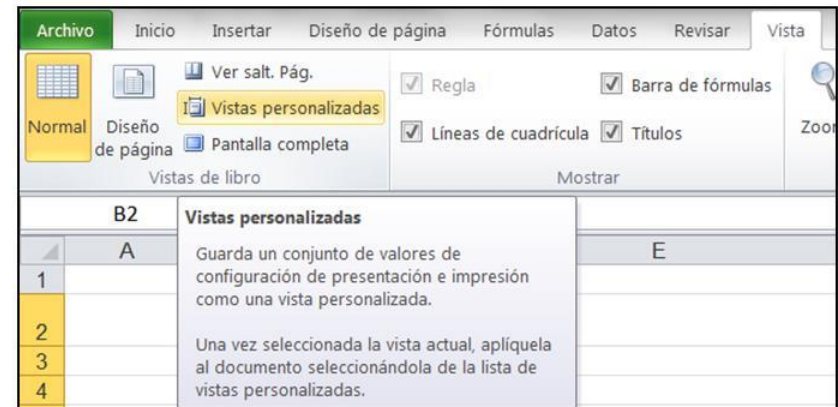 Archivo Inicio Insertar Diseño de página Fórmulas Datos Revisar Vista
Normal
Diseño de página
Ver salt. Pág.
Vistas personalizadas
Pantalla completa
Vistas de libro
Regla
Barra de fórmulas
Líneas de cuadrícula
Títulos
Mostrar
B2
Vistas personalizadas
Guarda un conjunto de valores de
configuración de presentación e impresión
como una vista personalizada.
Una vez seleccionada la vista actual, aplíquela
al documento seleccionándola de la lista de
vistas personalizadas.
A
E
1
2
3
4